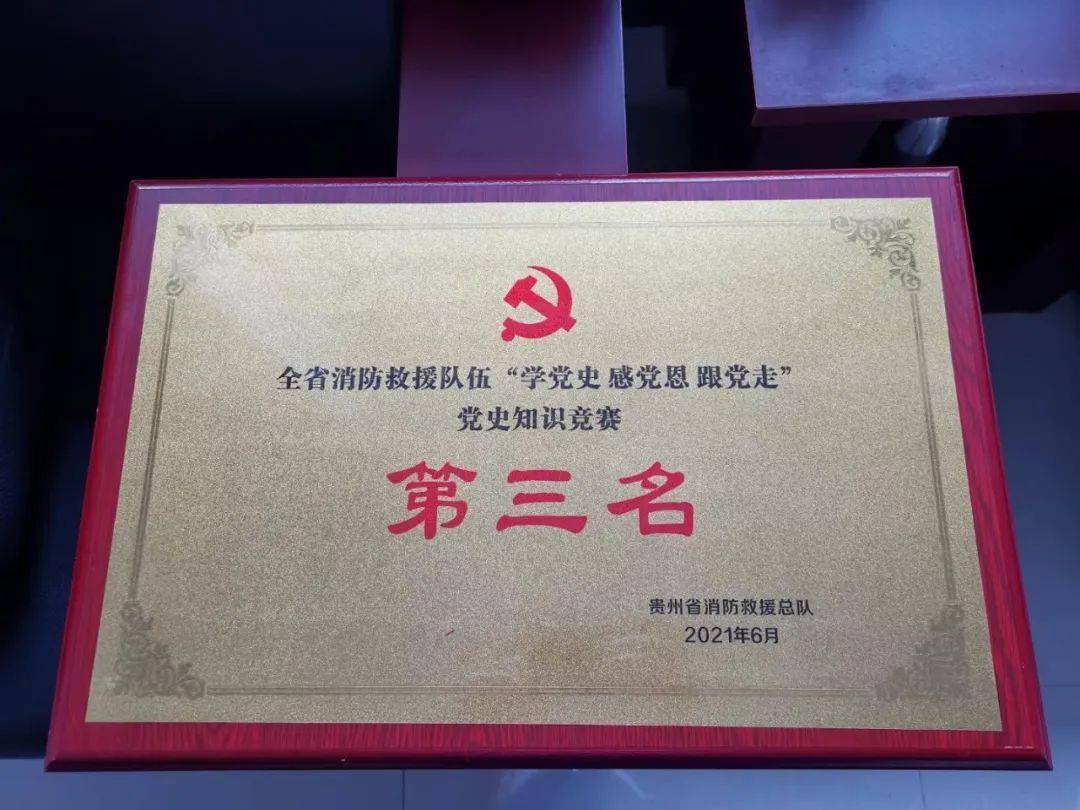 全省消防救援队伍“学党史 感党恩 跟党走”
党史知识竞赛
第三名
贵州省消防救援总队
2021年6月